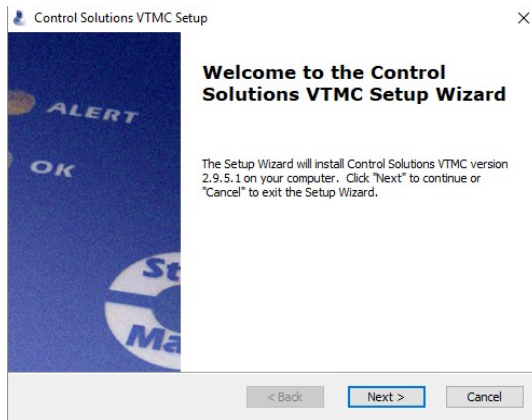 Control Solutions VTMC Setup
Welcome to the Control
Solutions VTMC Setup Wizard
ALERT
OK
The Setup Wizard will install Control Solutions VTMC version
2.9.5.1 on your computer. Click "Next" to continue or
"Cancel" to exit the Setup Wizard.
< Back
Next >
Cancel